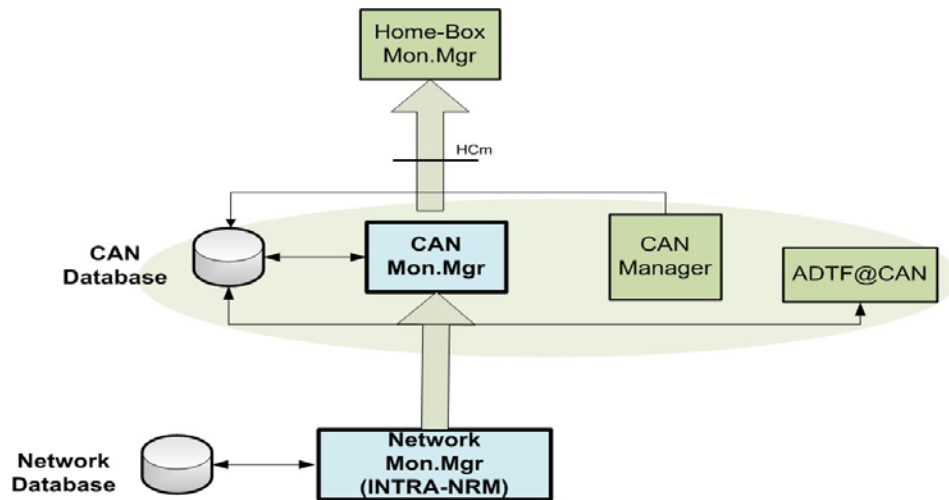 Home-Box
Mon.Mgr
HCm
CAN
Database
CAN
Mon.Mgr
CAN
Manager
ADTF@CAN
Network
Database
Network
Mon.Mgr
(INTRA-NRM)